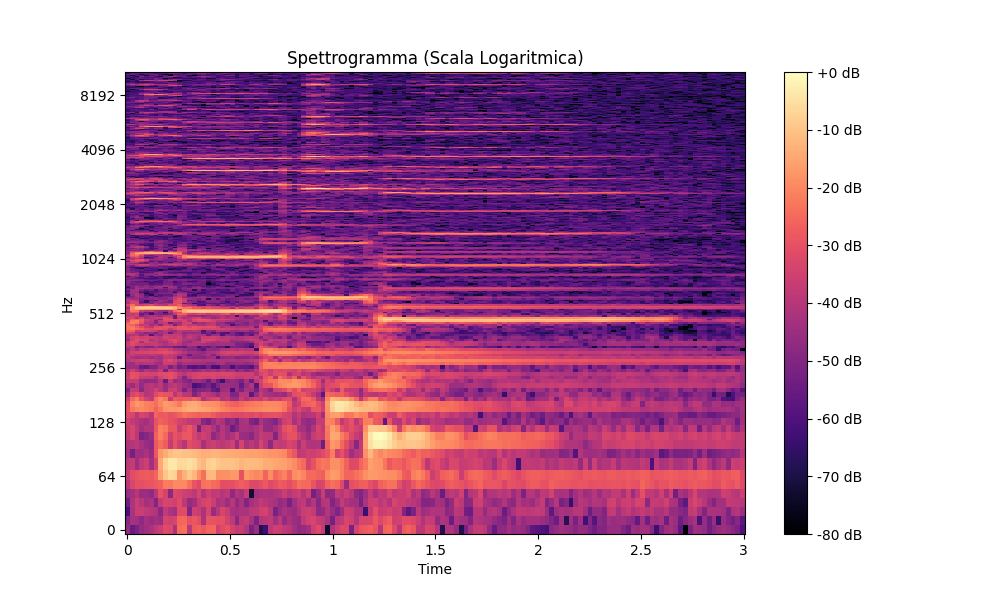 Spettrogramma (Scala Logaritmica)
Hz
8192
4096
2048
1024
512
256
128
64
0
0
0.5
1
1.5
2
2.5
3
Time
+0 dB
-10 dB
-20 dB
-30 dB
-40 dB
-50 dB
-60 dB
-70 dB
-80 dB